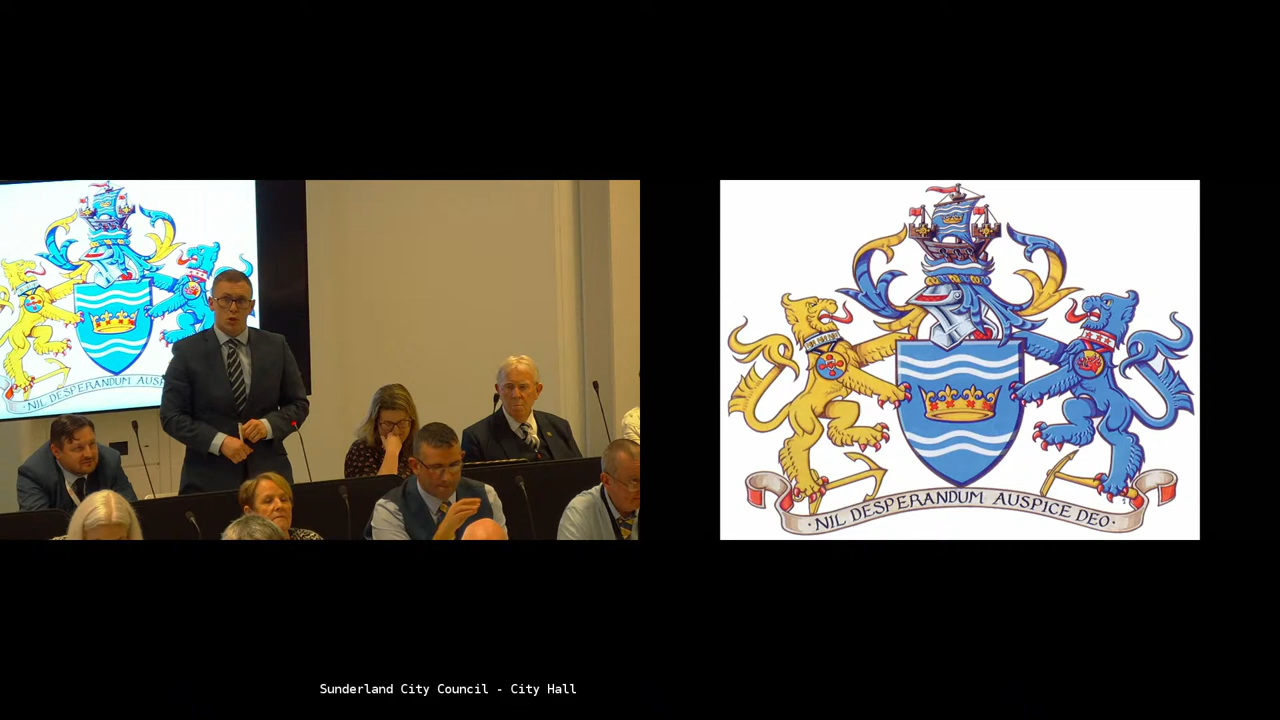 ·NIL DESPERANDUM AUSP
·NIL DESPERANDUM AUSPICE DEO·
Sunderland City Council - City Hall